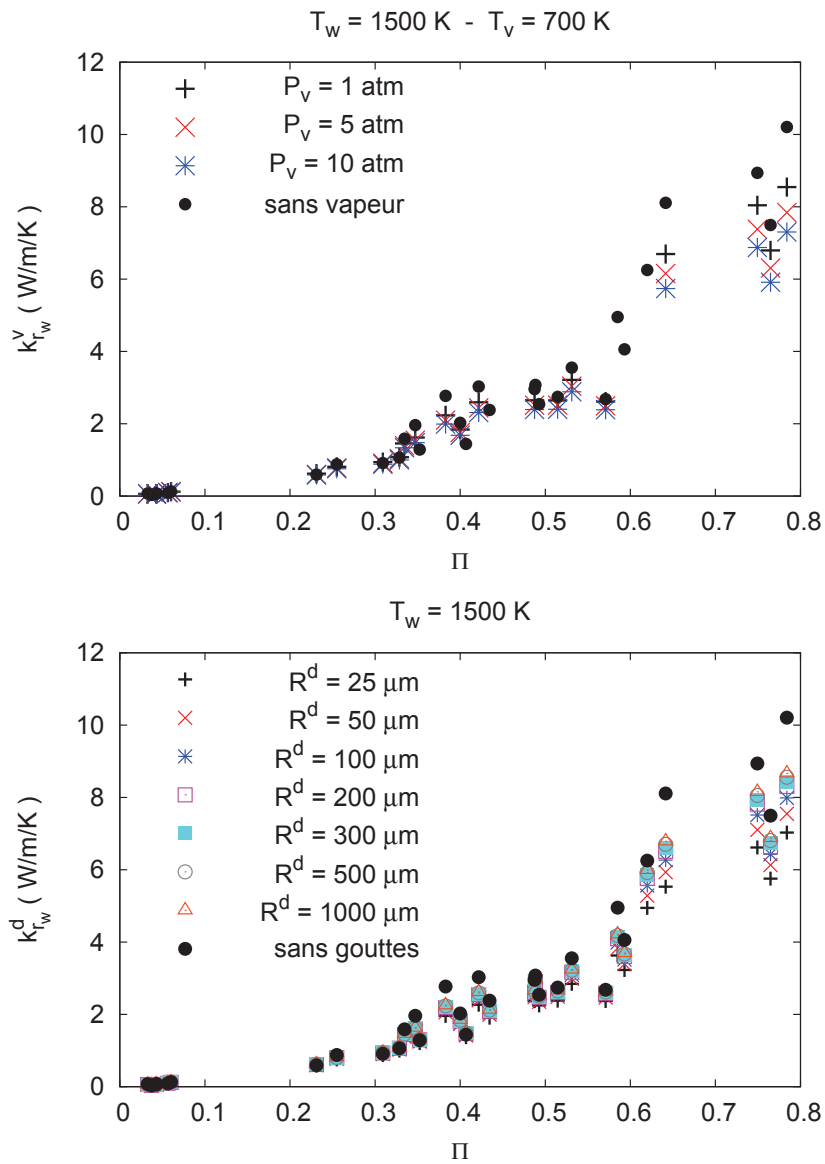 T_w = 1500 K - T_v = 700 K
12
10
8
6
4
2
0
k^v_{r_w} ( W/m/K )
P_v = 1 atm
P_v = 5 atm
P_v = 10 atm
sans vapeur
0 0.1 0.2 0.3 0.4 0.5 0.6 0.7 0.8
Π
T_w = 1500 K
12
10
8
6
4
2
0
k^d_{r_w} ( W/m/K )
R^d = 25 μm
R^d = 50 μm
R^d = 100 μm
R^d = 200 μm
R^d = 300 μm
R^d = 500 μm
R^d = 1000 μm
sans gouttes
0 0.1 0.2 0.3 0.4 0.5 0.6 0.7 0.8
Π